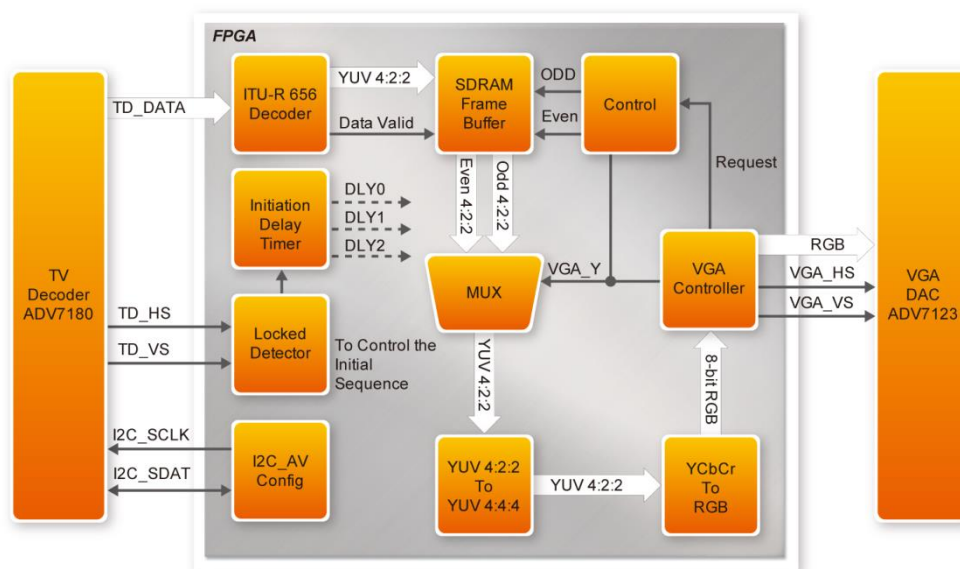 FPGA
TV
Decoder
ADV7180
TD_DATA
ITU-R 656
Decoder
YUV 4:2:2
Data Valid
SDRAM
Frame
Buffer
ODD
Even
Control
Request
Initiation
Delay
Timer
DLY0
DLY1
DLY2
Even 4:2:2
Odd 4:2:2
MUX
VGA_Y
VGA
Controller
RGB
VGA_HS
VGA_VS
VGA
DAC
ADV7123
TD_HS
TD_VS
Locked
Detector
To Control the
Initial
Sequence
YUV 4:2:2
8-bit RGB
I2C_SCLK
I2C_SDAT
I2C_AV
Config
YUV 4:2:2
To
YUV 4:4:4
YUV 4:2:2
YCbCr
To
RGB